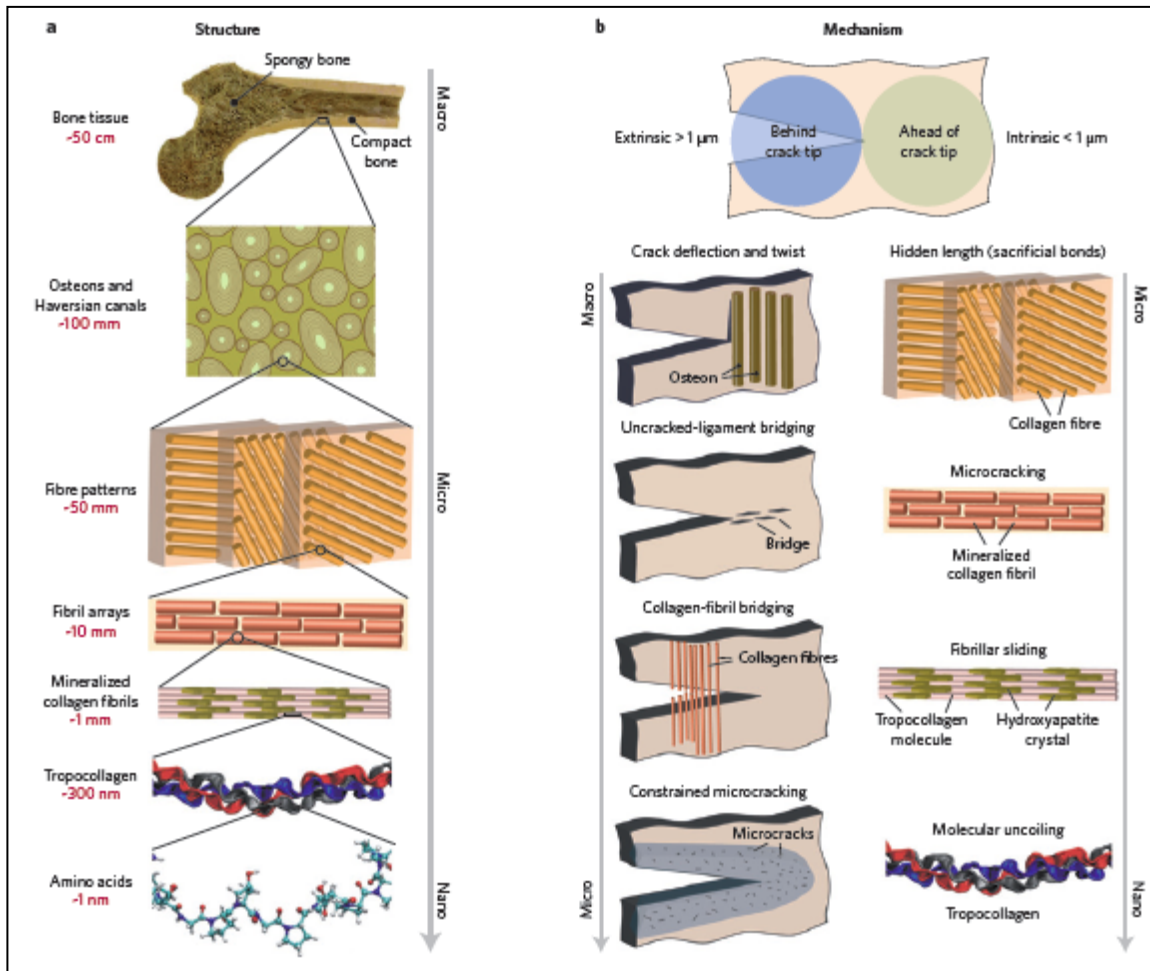 a
Structure
Spongy bone
Bone tissue
~50 cm
Compact
bone
Macro
Osteons and
Haversian canals
~100 mm
Fibre patterns
~50 mm
Micro
Fibril arrays
~10 mm
Mineralized
collagen fibrils
~1 mm
Tropocollagen
~300 nm
Amino acids
~1 nm
Nano
b
Mechanism
Extrinsic > 1 µm
Behind
crack tip
Ahead of
crack tip
Intrinsic < 1 µm
Crack deflection and twist
Macro
Osteon
Uncracked-ligament bridging
Bridge
Collagen-fibril bridging
Collagen fibres
Constrained microcracking
Microcracks
Micro
Hidden length (sacrificial bonds)
Micro
Collagen fibre
Microcracking
Mineralized
collagen fibril
Fibrillar sliding
Tropocollagen
molecule
Hydroxyapatite
crystal
Molecular uncoiling
Tropocollagen
Nano